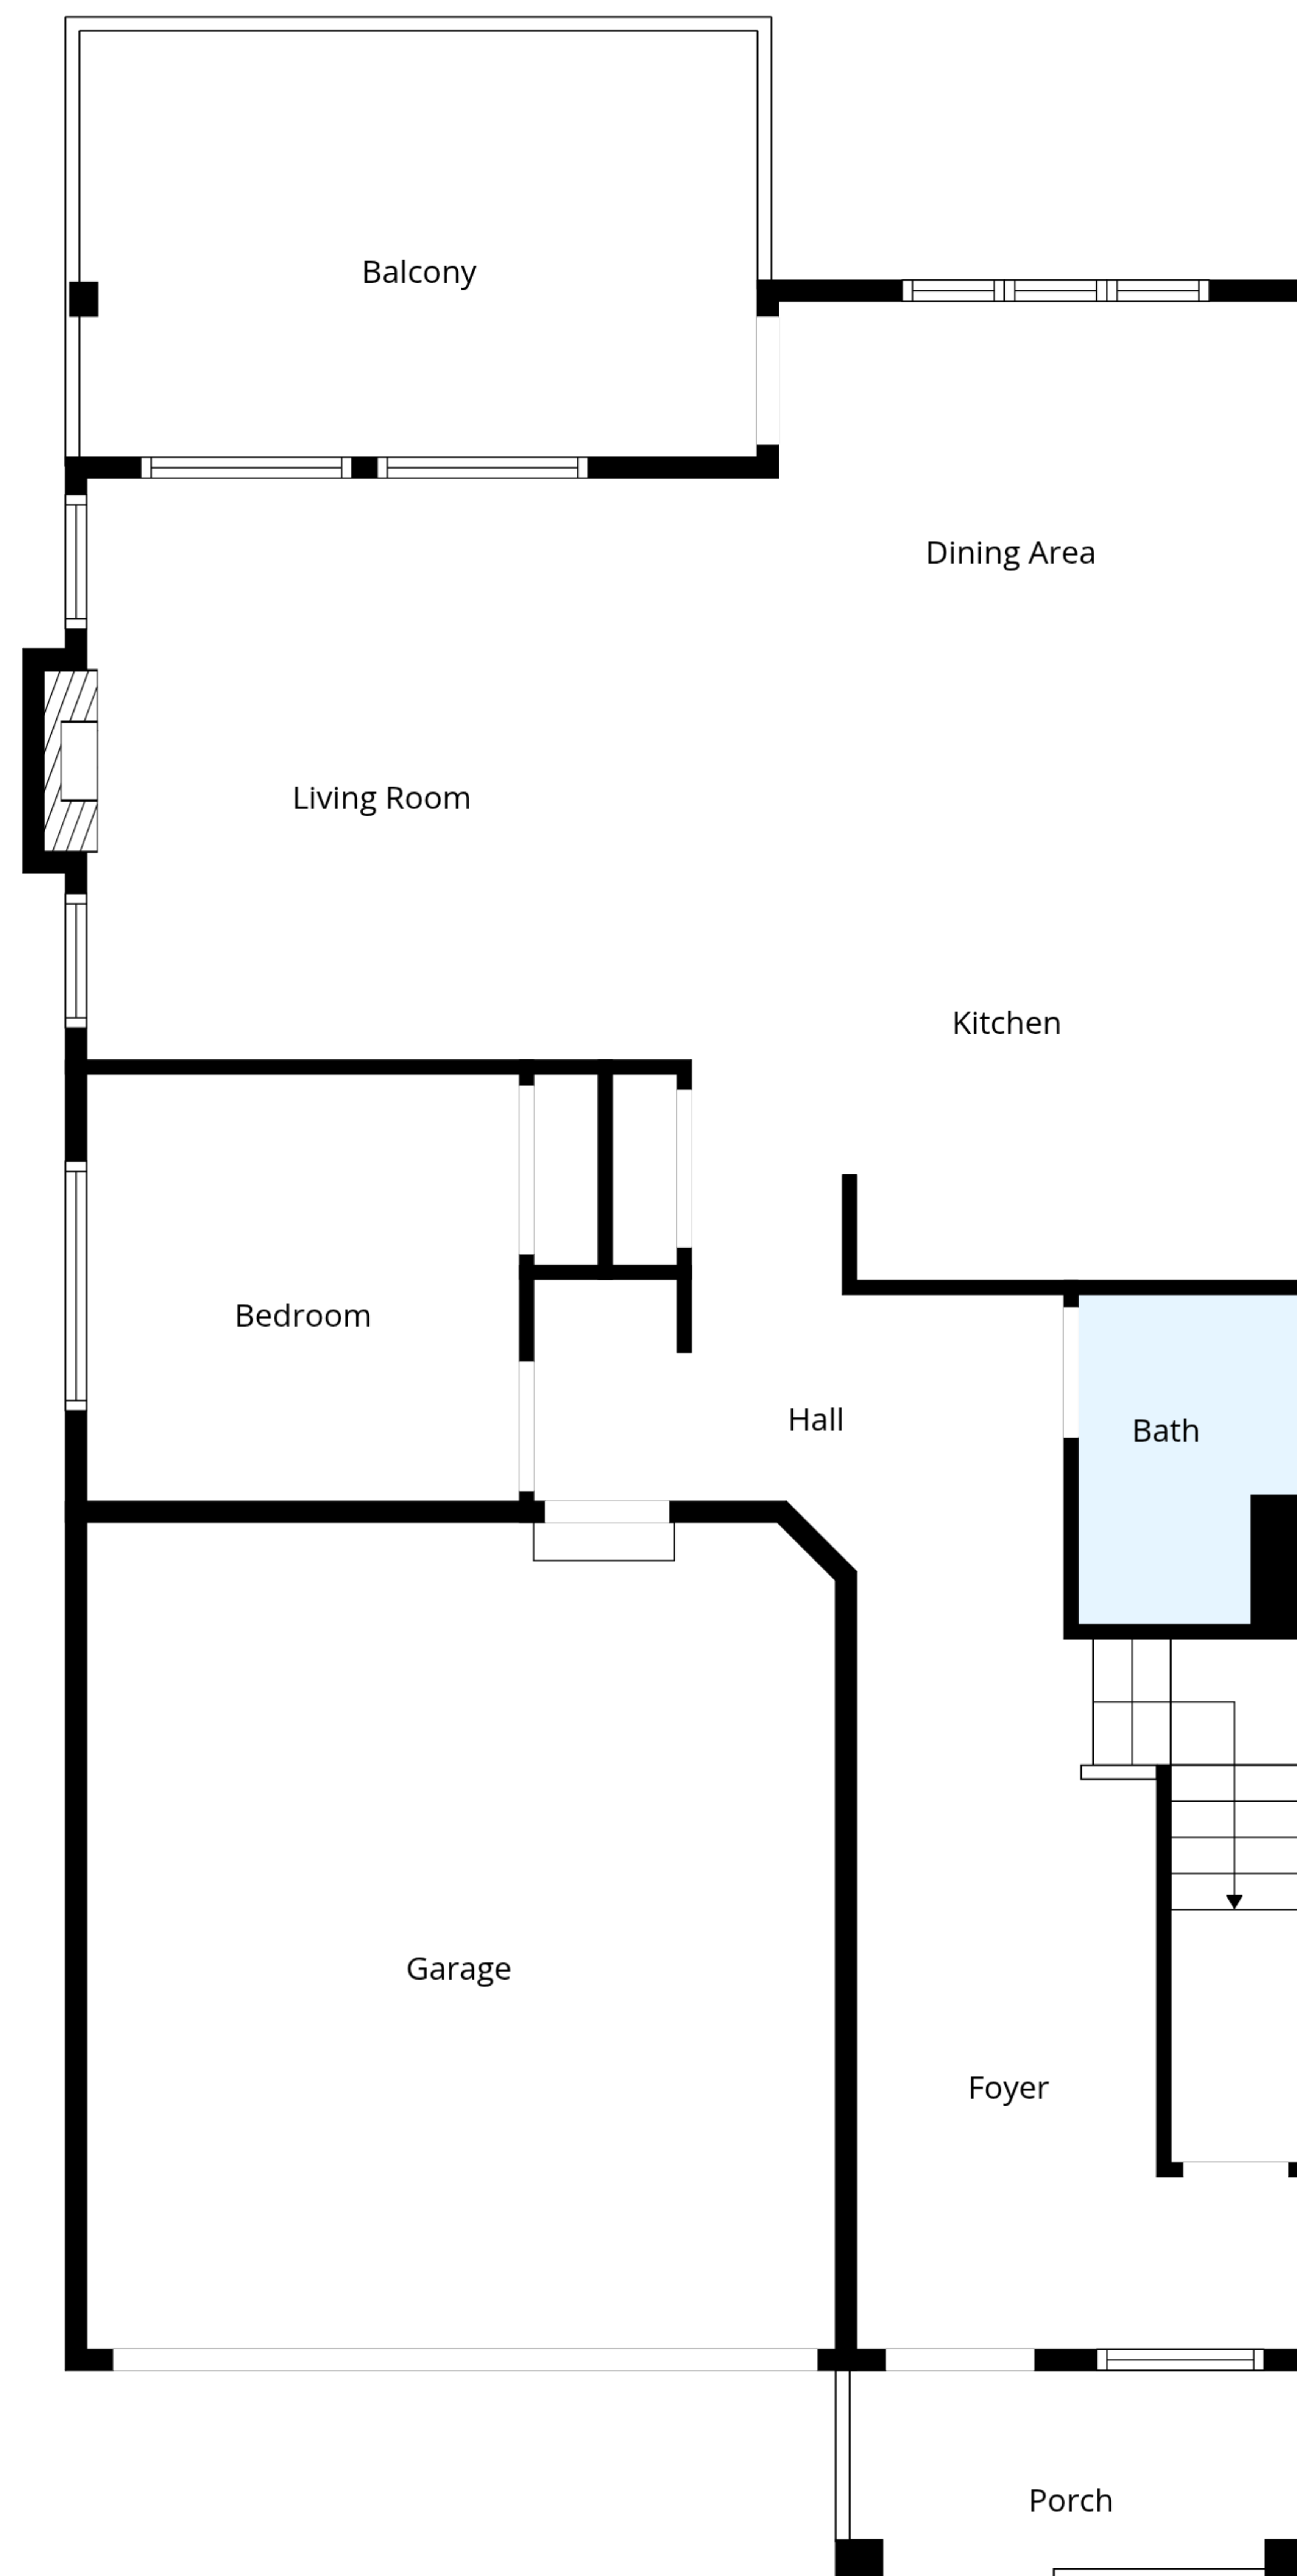 Balcony
Dining Area
Living Room
Kitchen
Bedroom
Hall
Bath
Garage
Foyer
Porch